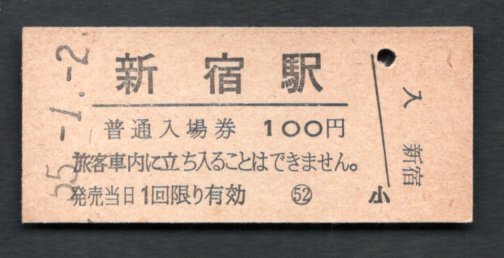 55.-1.-2
新宿駅
普通入場券 100円
旅客車内に立ち入ることはできません。
発売当日1回限り有効 ㊾
小
入
新宿